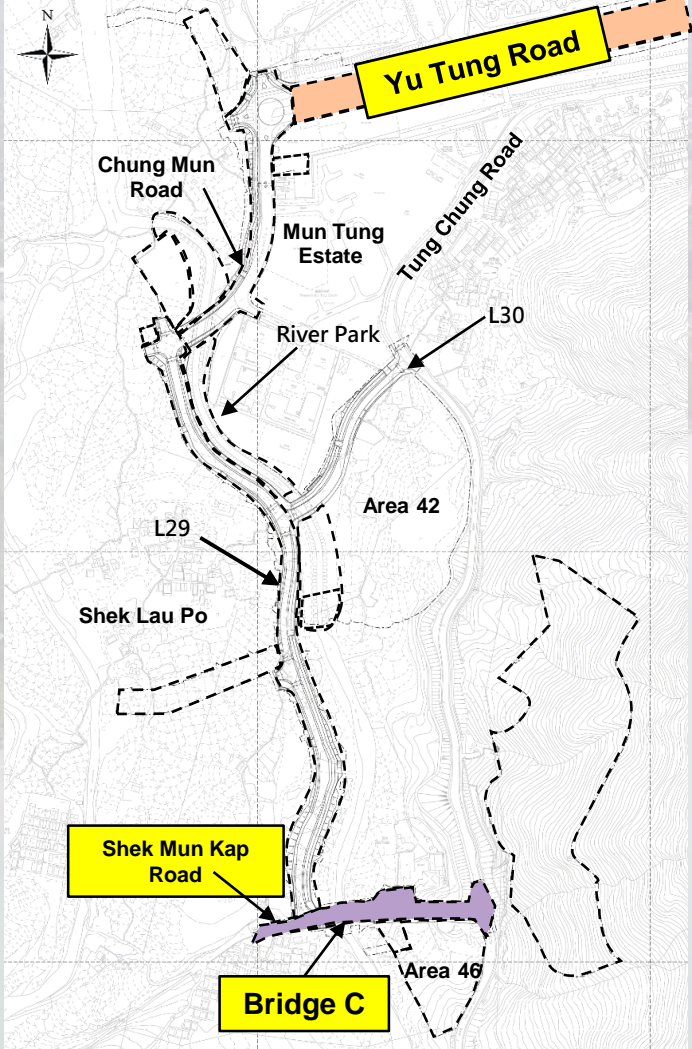 N
Yu Tung Road
Chung Mun
Road
Mun Tung
Estate
Tung Chung Road
River Park
L30
Area 42
L29
Shek Lau Po
Shek Mun Kap
Road
Area 46
Bridge C